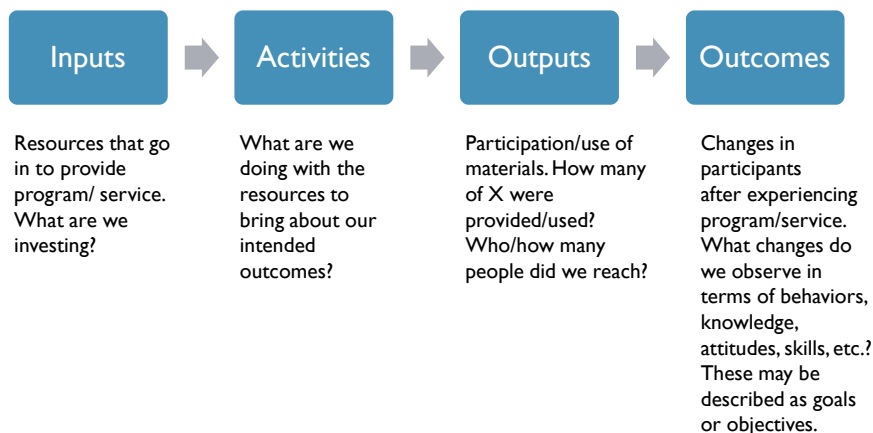 Inputs
Activities
Outputs
Outcomes
Resources that go
in to provide
program/ service.
What are we
investing?
What are we
doing with the
resources to
bring about our
intended
outcomes?
Participation/use of
materials. How many
of X were
provided/used?
Who/how many
people did we reach?
Changes in
participants
after experiencing
program/service.
What changes do
we observe in
terms of behaviors,
knowledge,
attitudes, skills, etc.?
These may be
described as goals
or objectives.